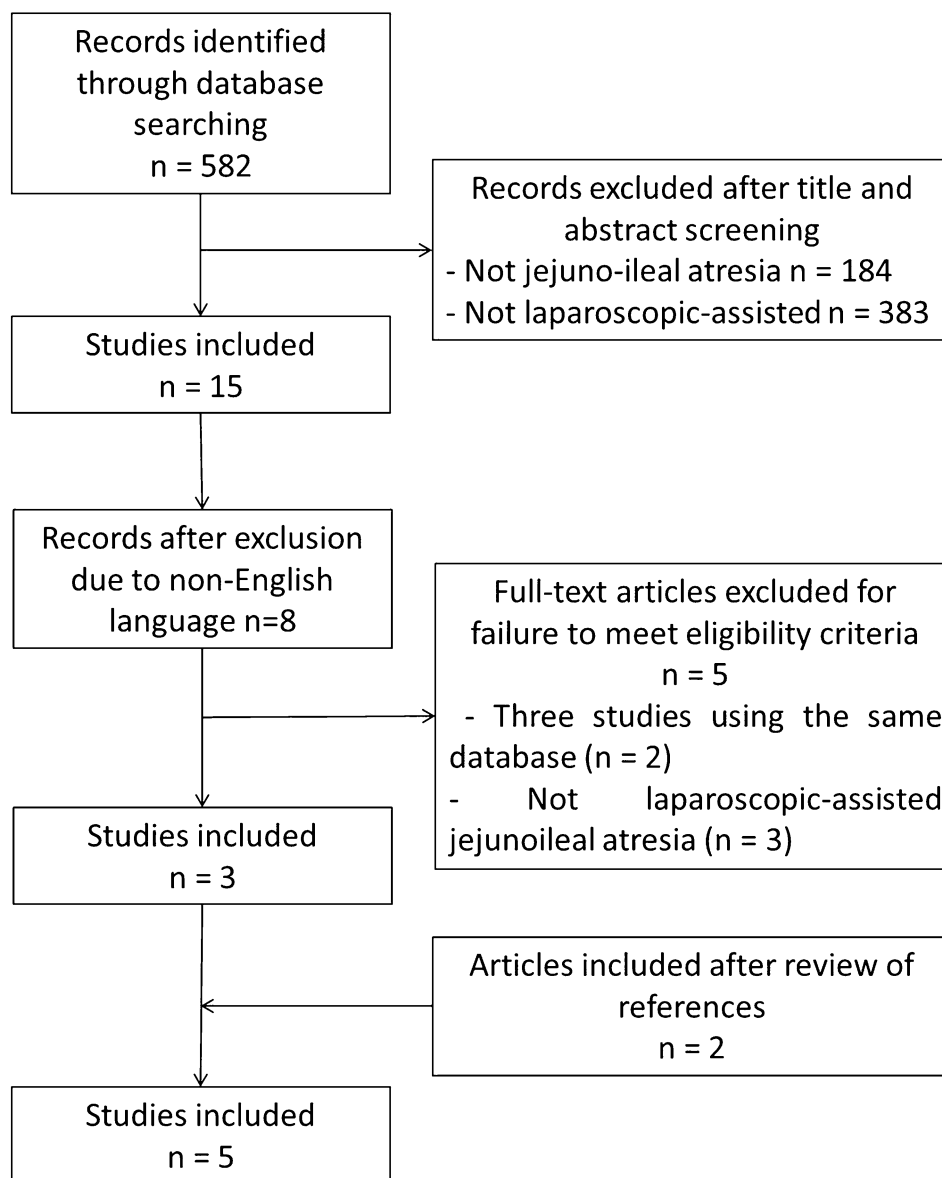 Records identified
through database
searching
n = 582
Records excluded after title and
abstract screening
- Not jejuno-ileal atresia n = 184
- Not laparoscopic-assisted n = 383
Studies included
n = 15
Records after exclusion
due to non-English
language n=8
Full-text articles excluded for
failure to meet eligibility criteria
n = 5
- Three studies using the same
database (n = 2)
- Not laparoscopic-assisted
jejunoileal atresia (n = 3)
Studies included
n = 3
Articles included after review of
references
n = 2
Studies included
n = 5